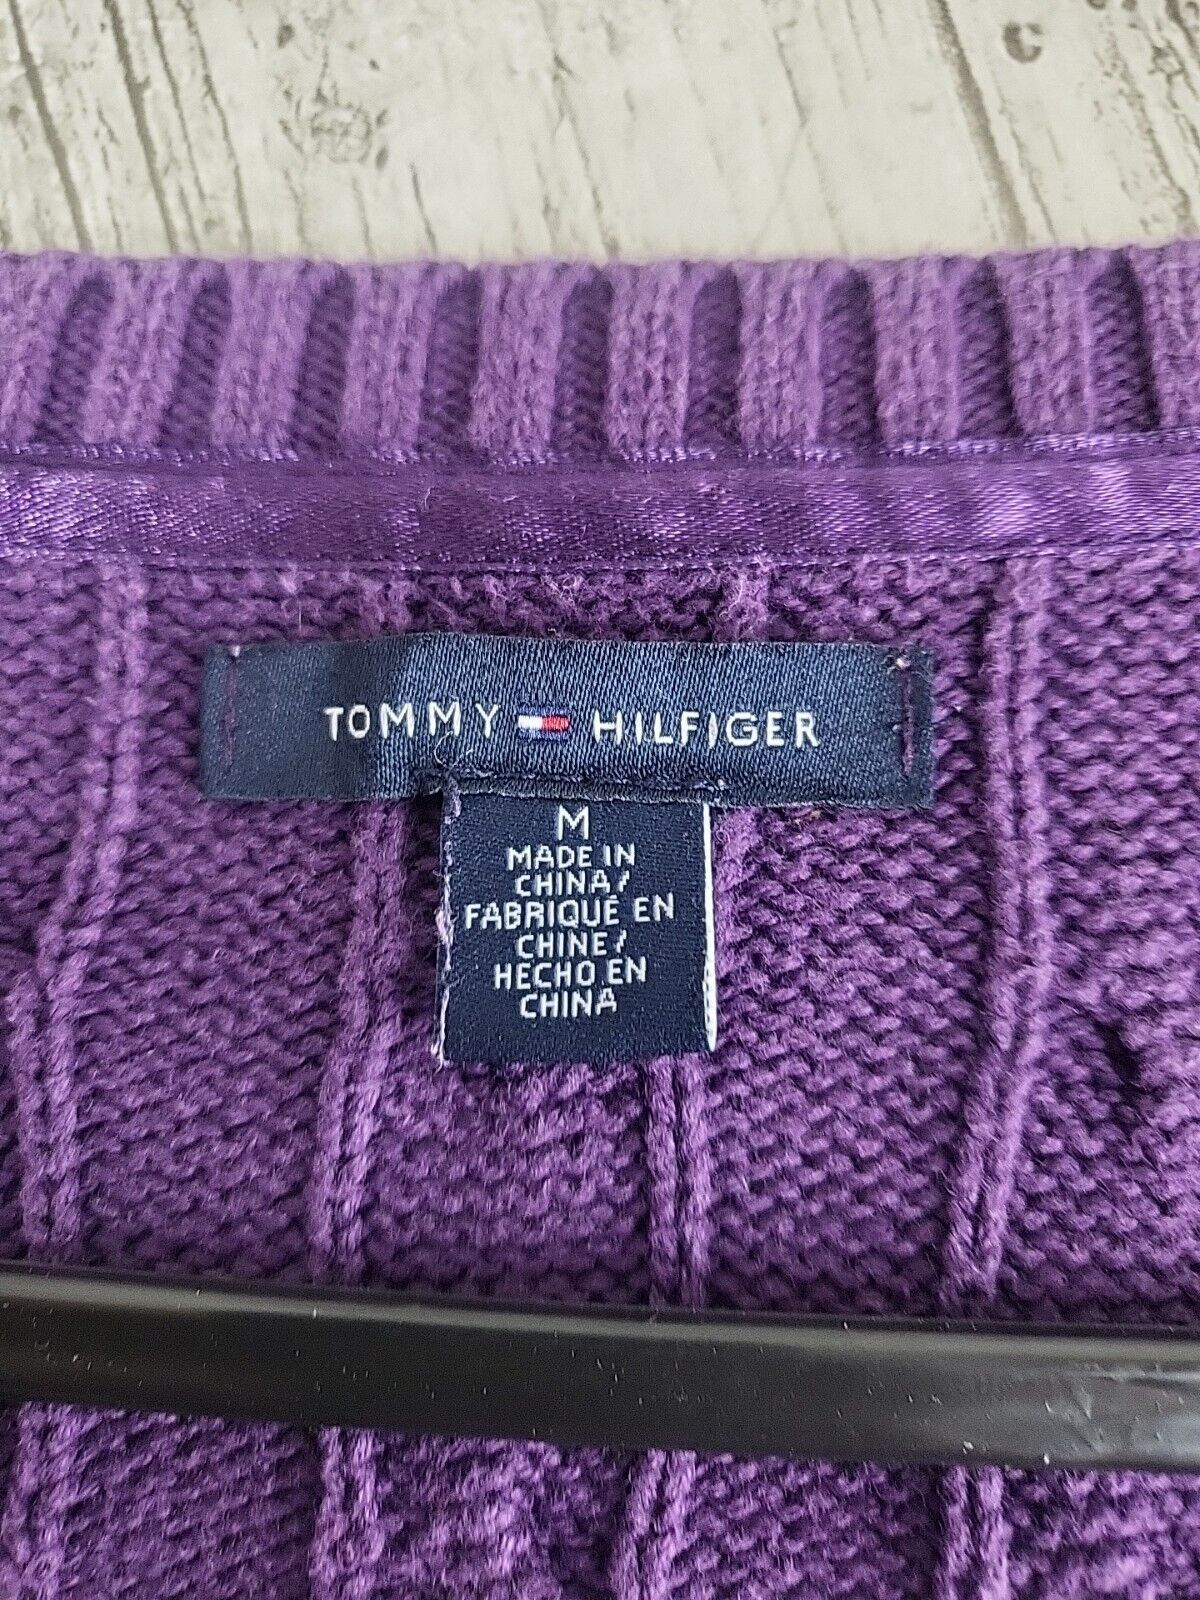 TOMMY HILFIGER
M
MADE IN
CHINA/
FABRIQUÉ EN
CHINE/
HECHO EN
CHINA